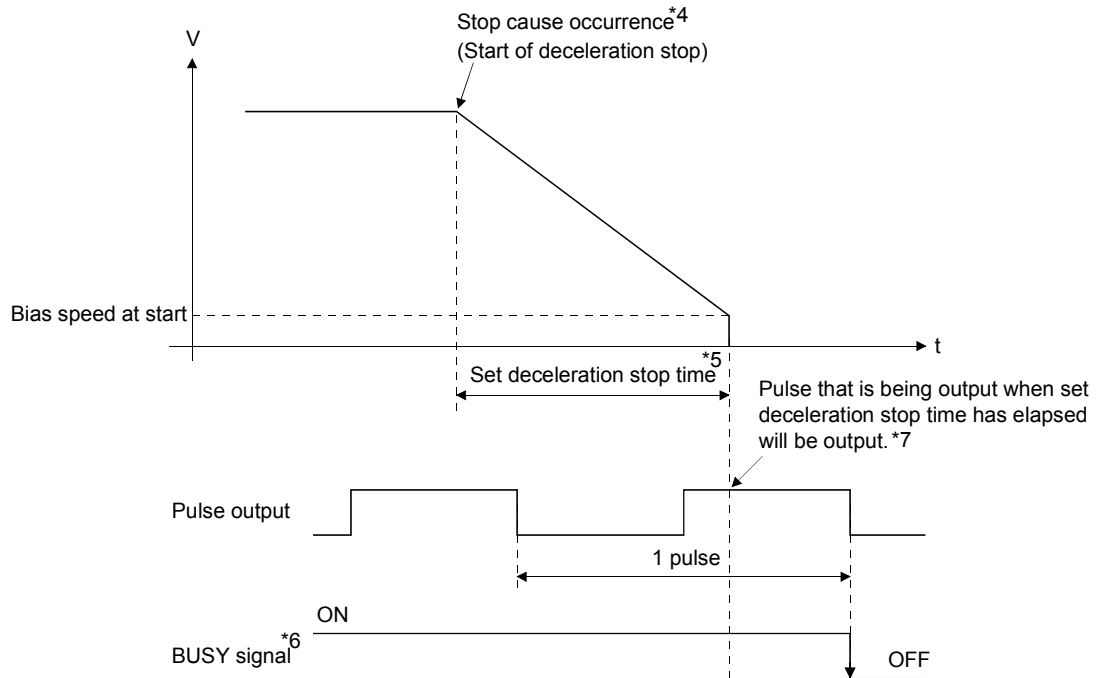 Stop cause occurrence*4
(Start of deceleration stop)
V
Bias speed at start
t
Set deceleration stop time*5
Pulse that is being output when set
deceleration stop time has elapsed
will be output.*7
Pulse output
1 pulse
ON
BUSY signal*6
OFF